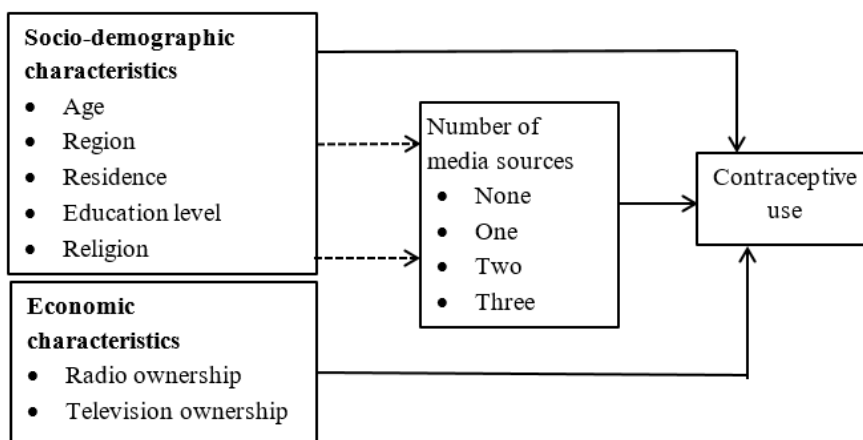 Socio-demographic
characteristics
• Age
• Region
• Residence
• Education level
• Religion
Economic
characteristics
• Radio ownership
• Television ownership
Number of
media sources
• None
• One
• Two
• Three
Contraceptive
use